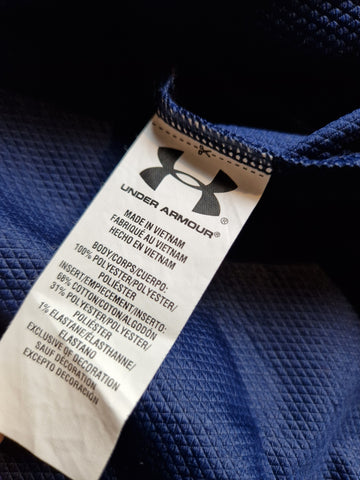 UNDER ARMOUR®
MADE IN VIETNAM
FABRIQUÉ AU VIETNAM
HECHO EN VIETNAM
BODY/CORPS/CUERPO:
100% POLYESTER/POLYESTER/
POLIÉSTER
INSERT/EMPIECEMENT/INSERTO:
68% COTTON/COTON/ALGODÓN
31% POLYESTER/POLYESTER/
POLIÉSTER
1% ELASTANE/ÉLASTHANNE/
ELASTANO
EXCLUSIVE OF DECORATION
SAUF DÉCORATION
EXCEPTO DECORACIÓN